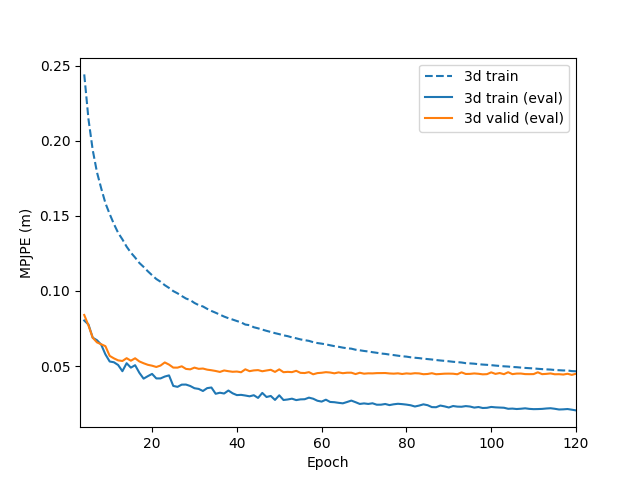 0.25
0.20
0.15
0.10
0.05
MPJPE (m)
3d train
3d train (eval)
3d valid (eval)
20
40
60
80
100
120
Epoch